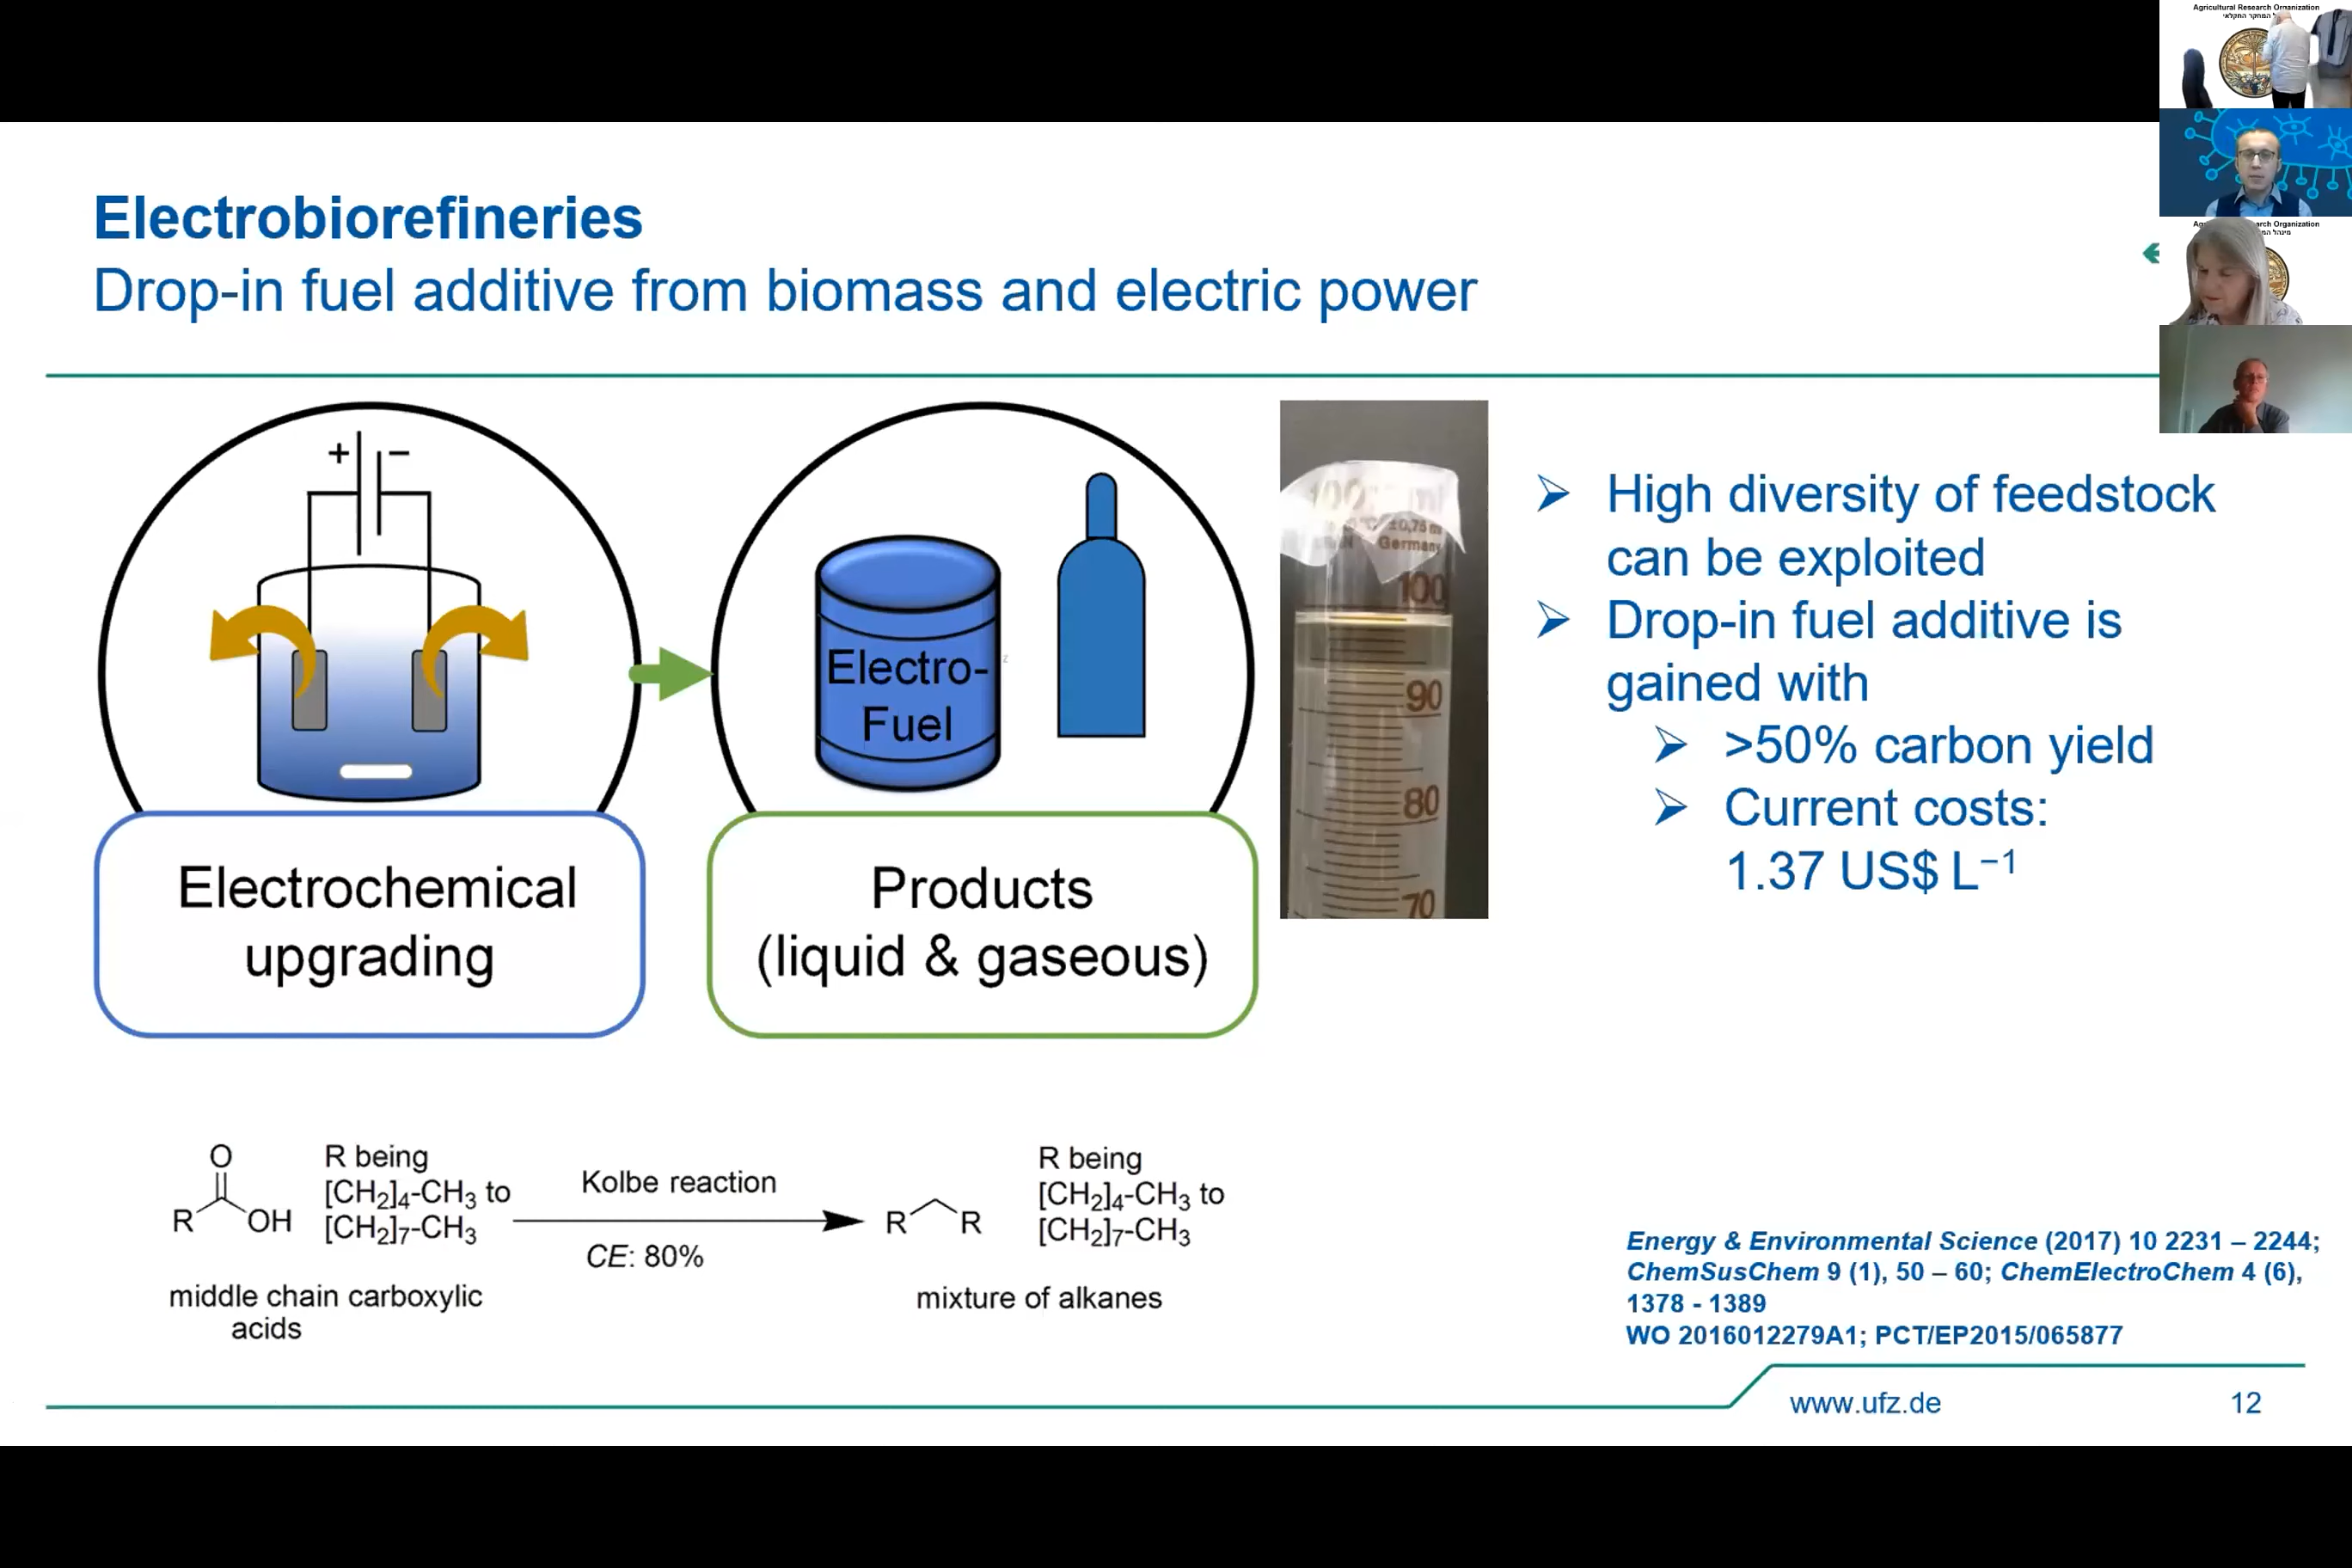 Agricultural Research Organization
המחקר החקלאי
Electrobiorefineries
Drop-in fuel additive from biomass and electric power
+ −
Electro-
Fuel
Electrochemical
upgrading
Products
(liquid & gaseous)
Germany
100
90
80
70
➢ High diversity of feedstock
can be exploited
➢ Drop-in fuel additive is
gained with
➢ >50% carbon yield
➢ Current costs:
1.37 US$ L⁻¹
O
R OH
R being
[CH₂]₄-CH₃ to
[CH₂]₇-CH₃
middle chain carboxylic
acids
Kolbe reaction
CE: 80%
R R
R being
[CH₂]₄-CH₃ to
[CH₂]₇-CH₃
mixture of alkanes
Energy & Environmental Science (2017) 10 2231 – 2244;
ChemSusChem 9 (1), 50 – 60; ChemElectroChem 4 (6),
1378 - 1389
WO 2016012279A1; PCT/EP2015/065877
www.ufz.de 12